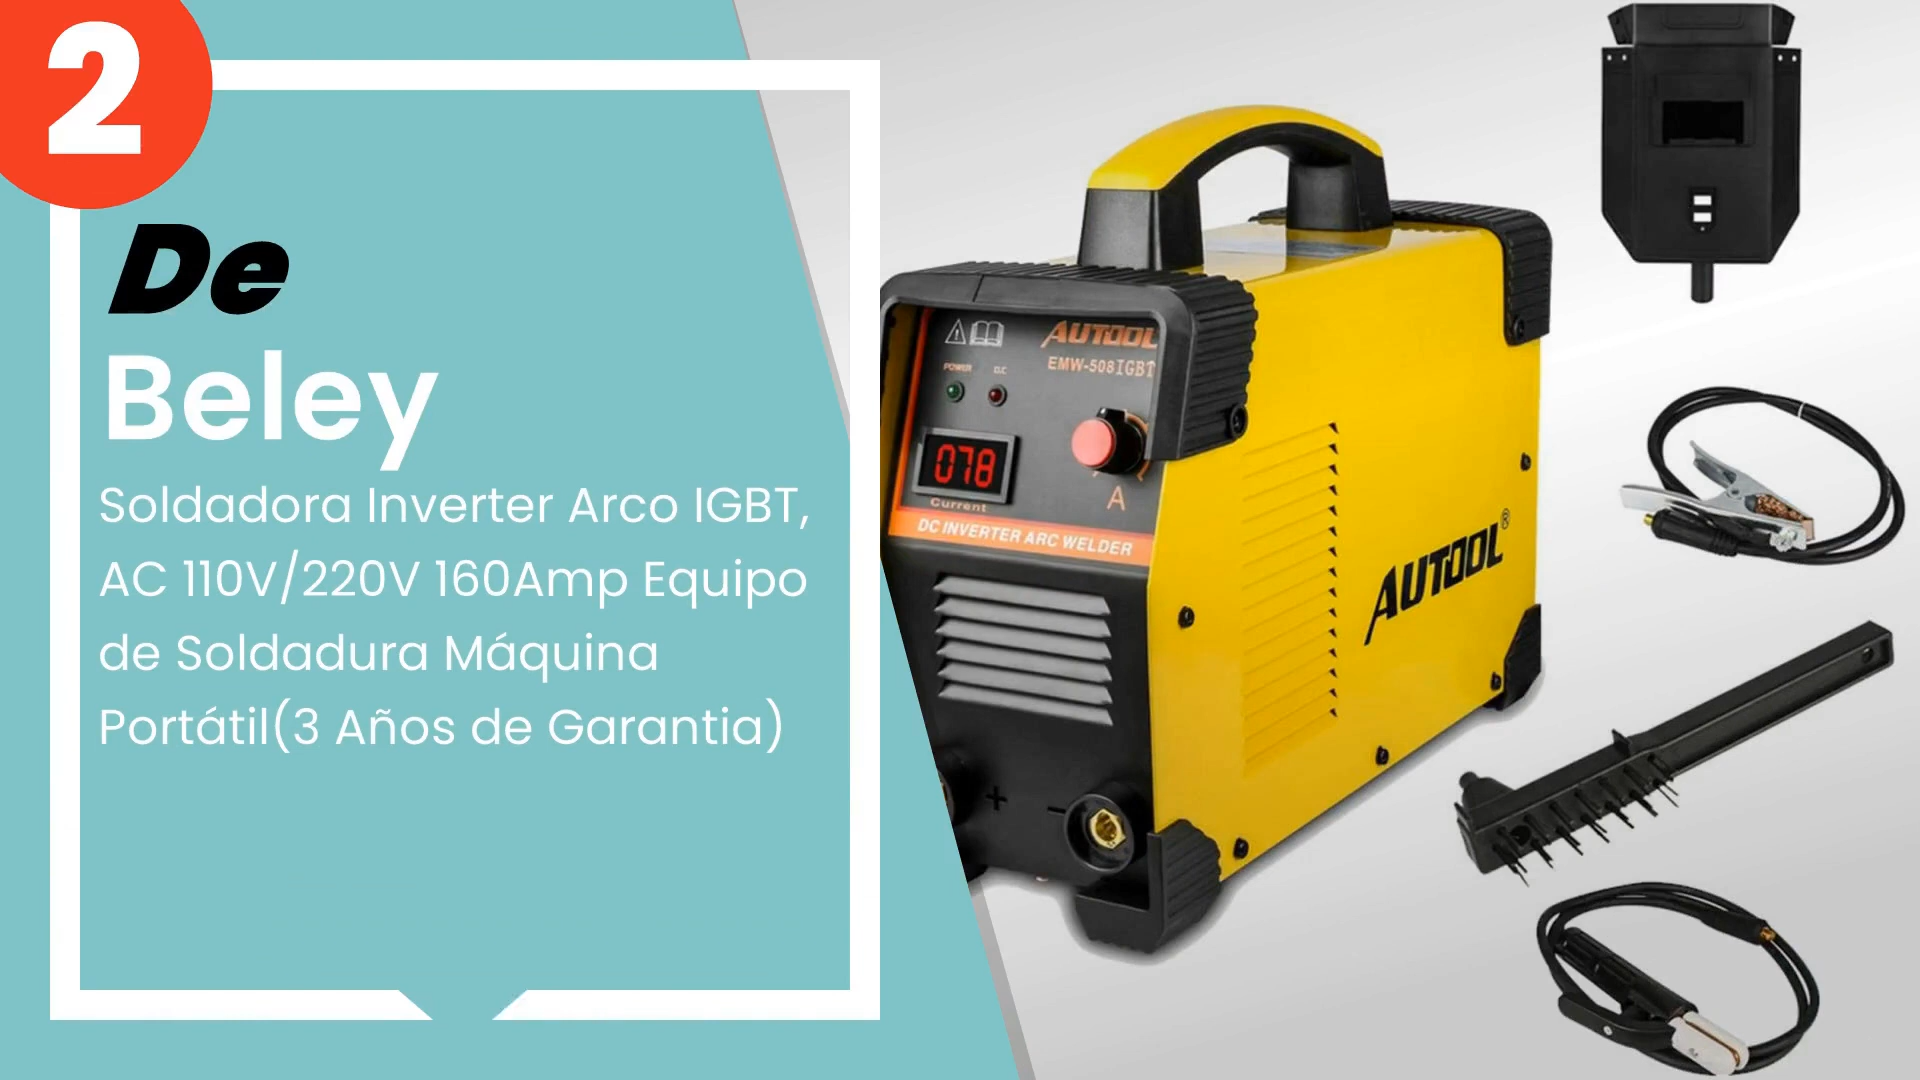 2
De
Beley
Soldadora Inverter Arco IGBT,
AC 110V/220V 160Amp Equipo
de Soldadura Máquina
Portátil(3 Años de Garantia)
AUTOOL
EMW-508IGBT
POWER D.C
078
Current
A
DC INVERTER ARC WELDER
+ −
AUTOOL®